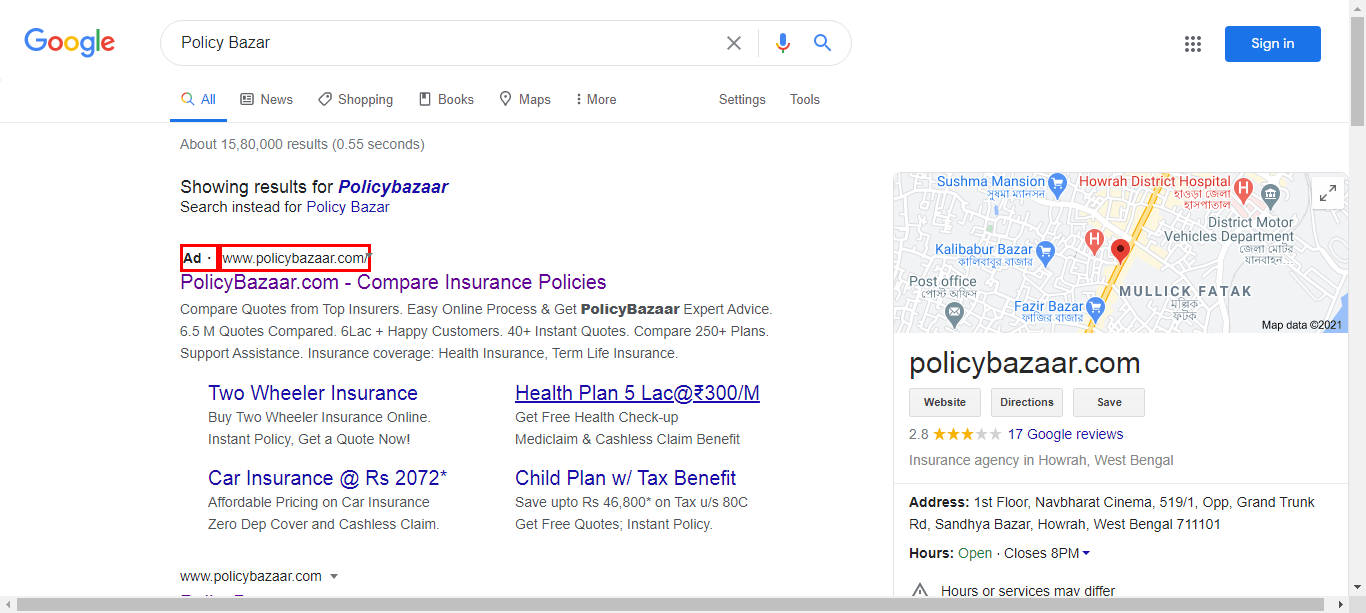 Google
Policy Bazar
Sign in
All
News
Shopping
Books
Maps
More
Settings
Tools
About 15,80,000 results (0.55 seconds)
Showing results for Policybazaar
Search instead for Policy Bazar
Ad · www.policybazaar.com/
PolicyBazaar.com - Compare Insurance Policies
Compare Quotes from Top Insurers. Easy Online Process & Get PolicyBazaar Expert Advice.
6.5 M Quotes Compared. 6Lac + Happy Customers. 40+ Instant Quotes. Compare 250+ Plans.
Support Assistance. Insurance coverage: Health Insurance, Term Life Insurance.
Two Wheeler Insurance
Buy Two Wheeler Insurance Online.
Instant Policy, Get a Quote Now!
Health Plan 5 Lac@₹300/M
Get Free Health Check-up
Mediclaim & Cashless Claim Benefit
Car Insurance @ Rs 2072*
Affordable Pricing on Car Insurance
Zero Dep Cover and Cashless Claim.
Child Plan w/ Tax Benefit
Save upto Rs 46,800* on Tax u/s 80C
Get Free Quotes; Instant Policy.
www.policybazaar.com
Sushma Mansion
সুষমা ম্যানসন
Howrah District Hospital
হাওড়া জেলা
হাসপাতাল
H
District Motor
Vehicles Department
জেলা মোটর
যানবাহন...
H
Kalibabur Bazar
কালিবাবুর বাজার
Post office
পোস্ট অফিস
MULLICK FATAK
মল্লিক
ফটক
Fazir Bazar
ফাজির বাজার
Map data ©2021
policybazaar.com
Website
Directions
Save
2.8 17 Google reviews
Insurance agency in Howrah, West Bengal
Address: 1st Floor, Navbharat Cinema, 519/1, Opp, Grand Trunk
Rd, Sandhya Bazar, Howrah, West Bengal 711101
Hours: Open · Closes 8PM
Hours or services may differ